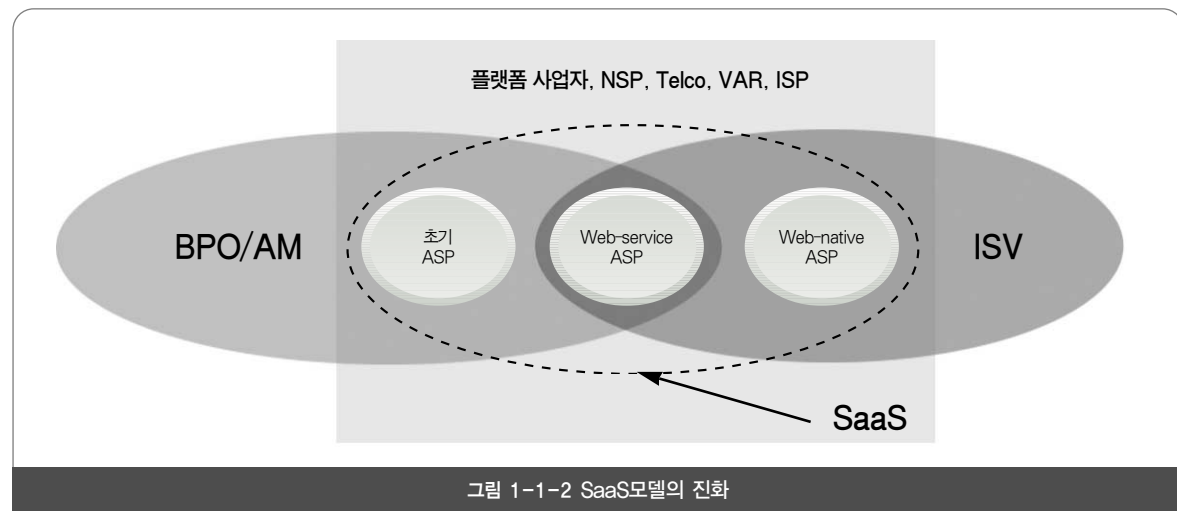 플랫폼 사업자, NSP, Telco, VAR, ISP
BPO/AM
초기
ASP
Web-service
ASP
Web-native
ASP
ISV
SaaS
그림 1-1-2 SaaS모델의 진화